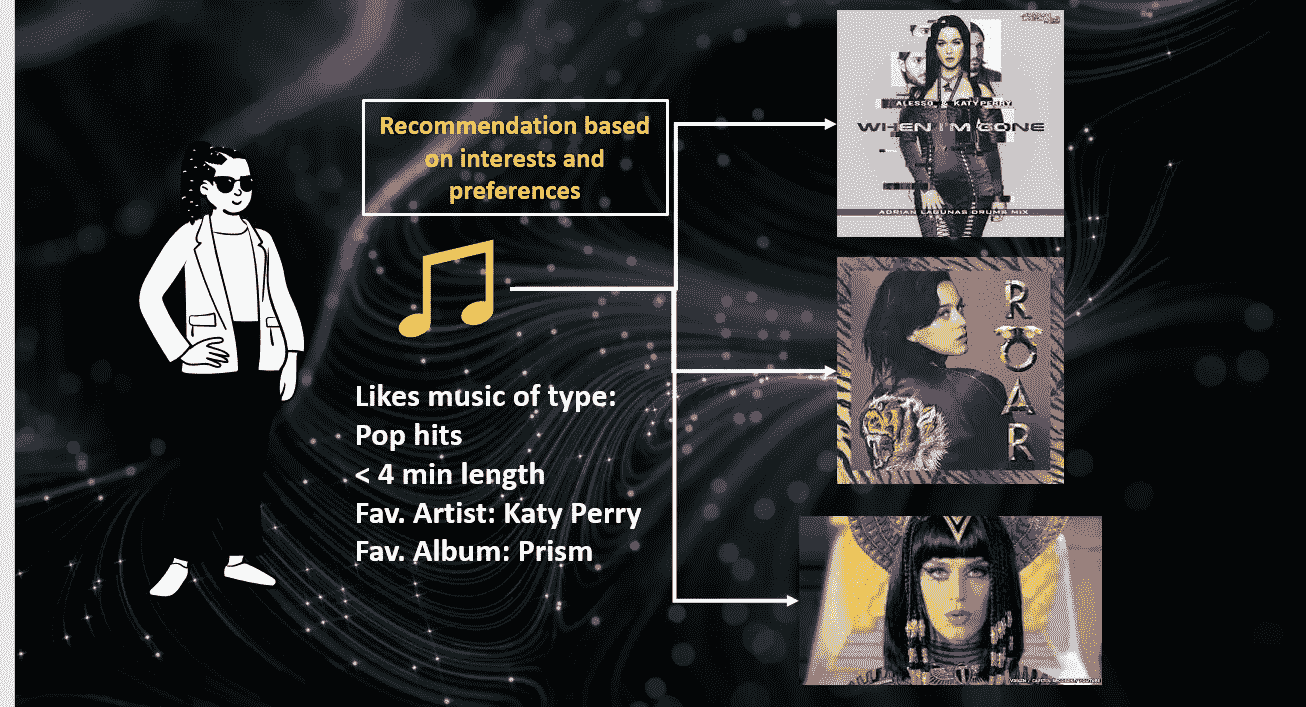 Recommendation based
on interests and
preferences
Likes music of type:
Pop hits
< 4 min length
Fav. Artist: Katy Perry
Fav. Album: Prism
ALESSO & KATY PERRY
WHEN I'M GONE
ADRIAN LAGUNAS DRUMS MIX
ROAR